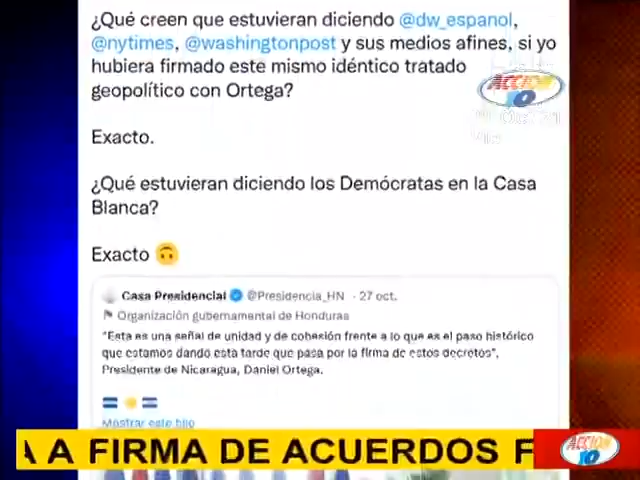 ¿Qué creen que estuvieran diciendo @dw_espanol,
@nytimes, @washingtonpost y sus medios afines, si yo
hubiera firmado este mismo idéntico tratado
geopolítico con Ortega?
ACCION
10
Exacto.
¿Qué estuvieran diciendo los Demócratas en la Casa
Blanca?
Exacto 🙃
Casa Presidencial @Presidencia_HN · 27 oct.
Organización gubernamental de Honduras
"Esta es una señal de unidad y de cohesión frente a lo que es el paso histórico
que estamos dando esta tarde que pasa por la firma de estos decretos",
Presidente de Nicaragua, Daniel Ortega.
Mostrar este hilo
A A FIRMA DE ACUERDOS F
ACCION
10